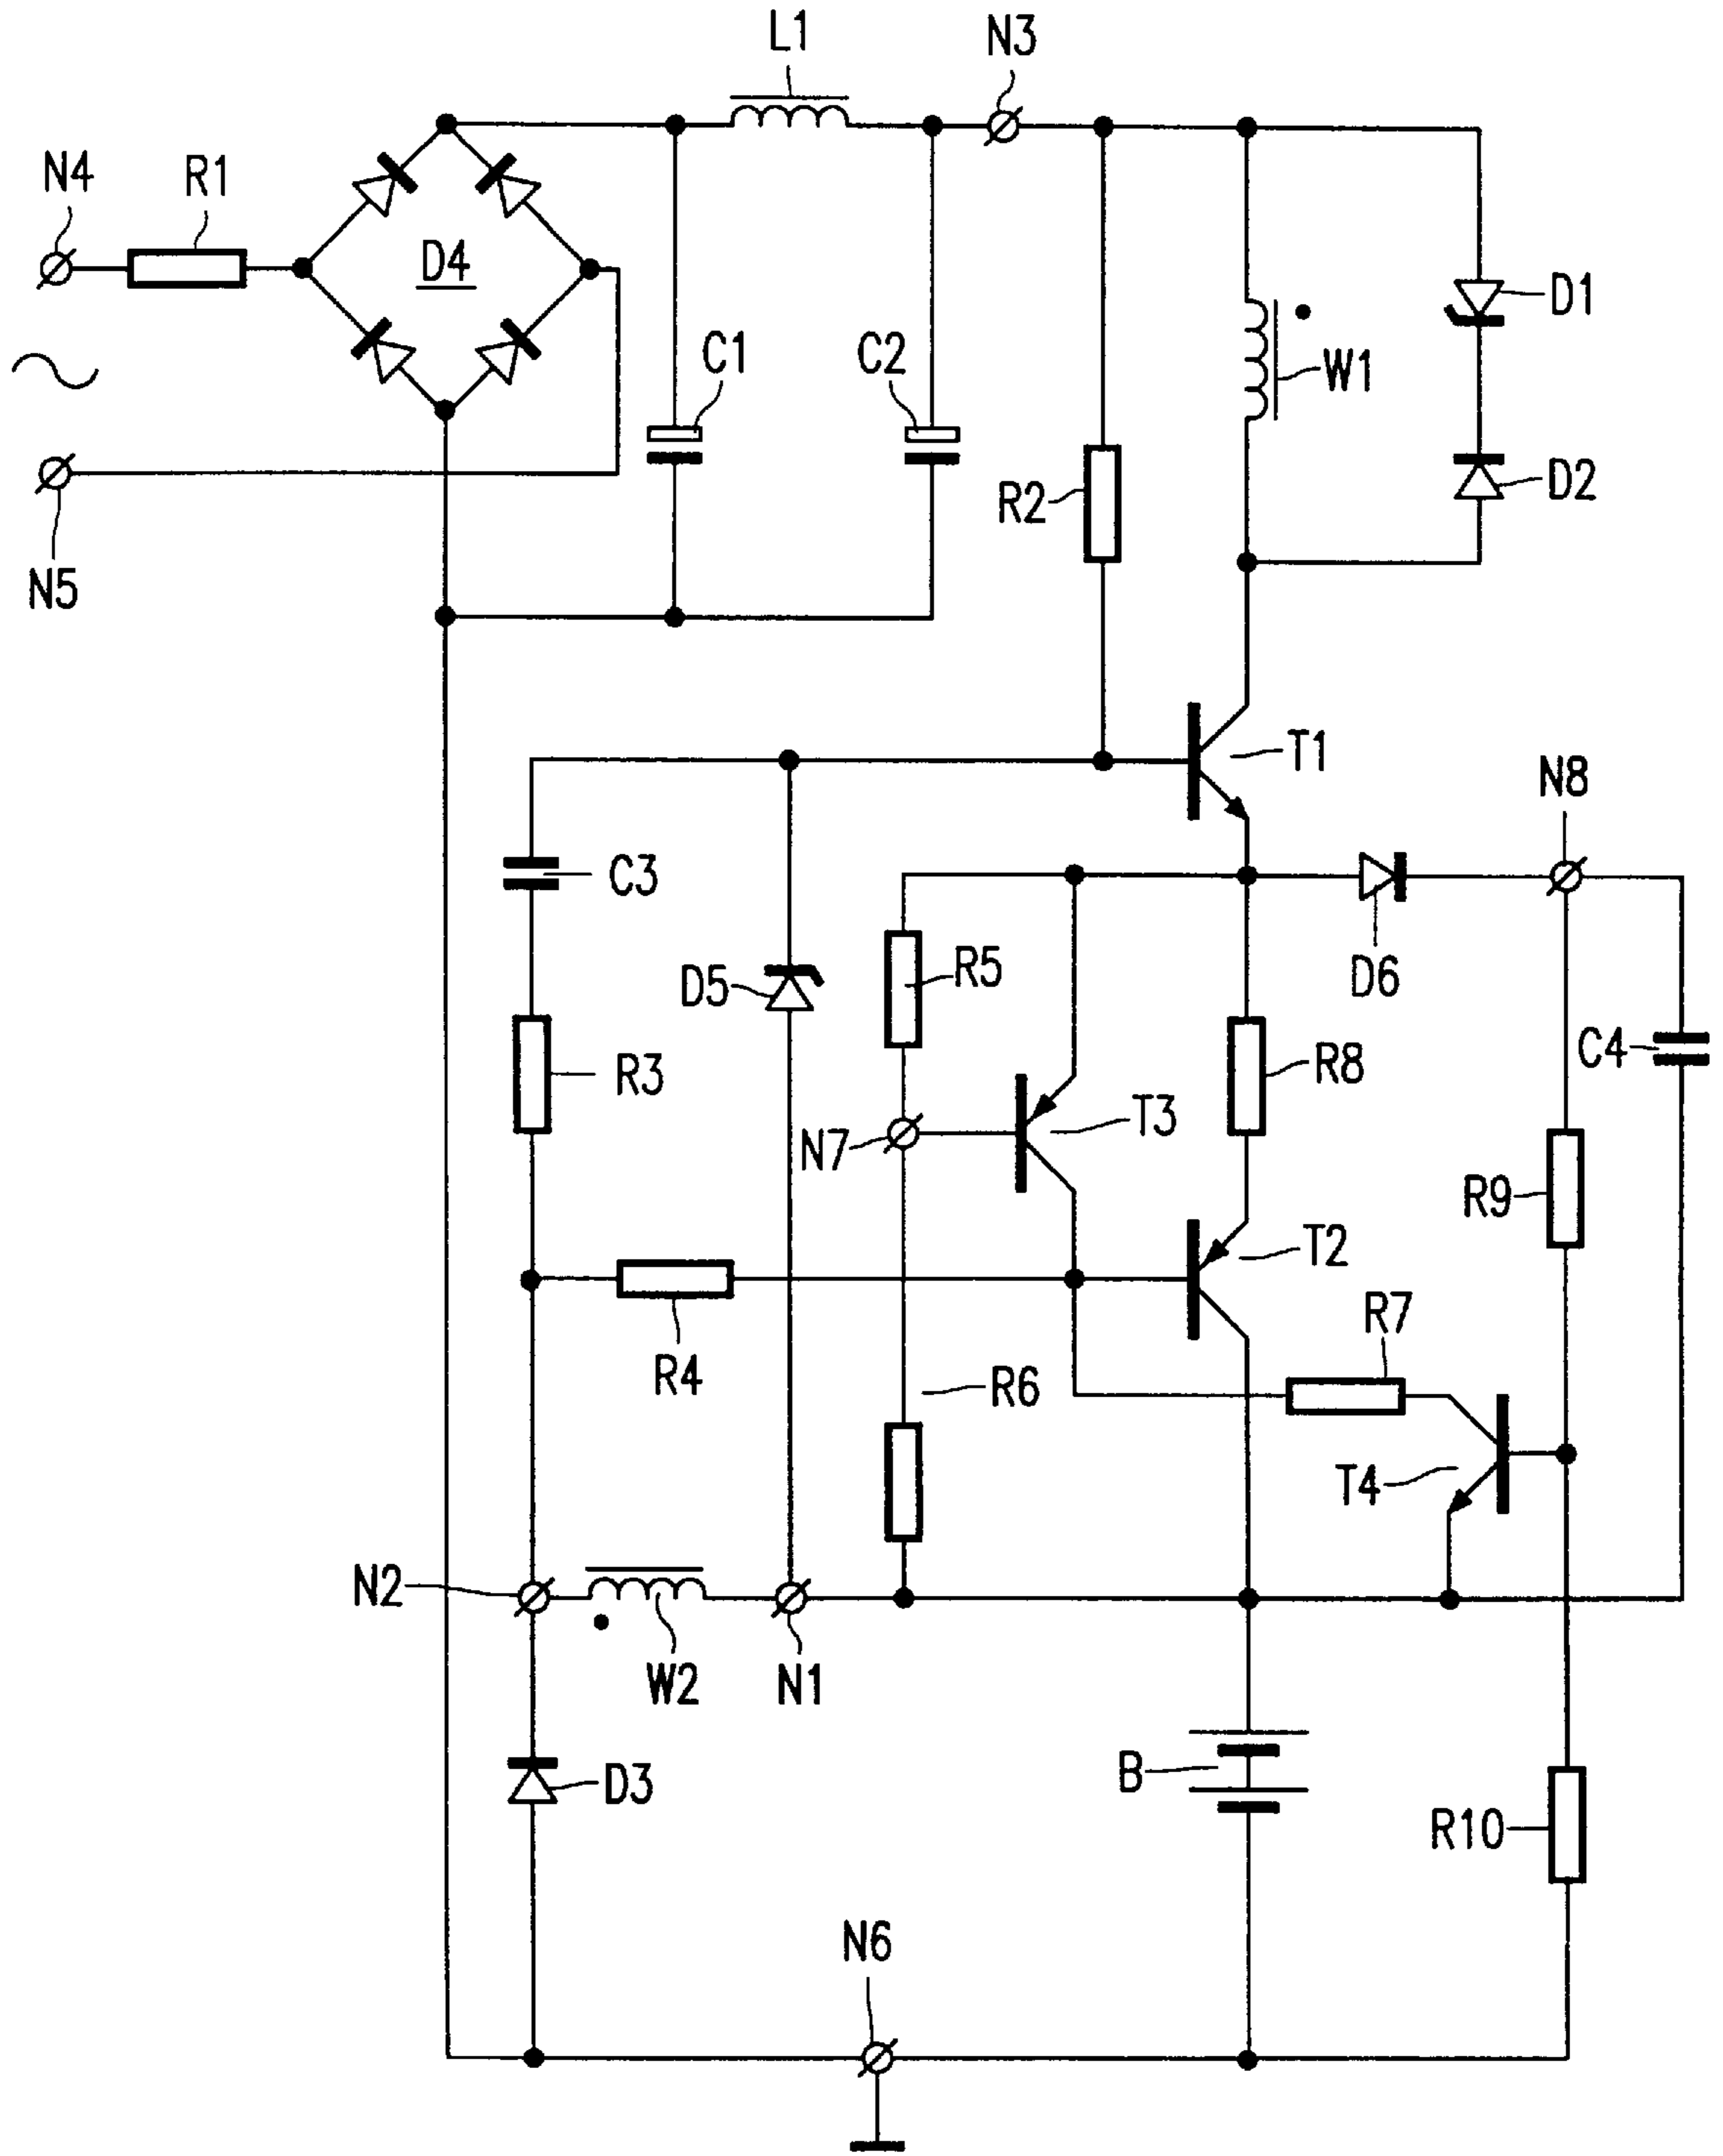 L1
N3
N4
R1
D4
D1
C1
C2
W1
R2
D2
N5
T1
N8
C3
D5
R5
D6
R3
R8
C4
N7
T3
R9
T2
R7
R4
R6
T4
N2
W2
N1
B
D3
R10
N6